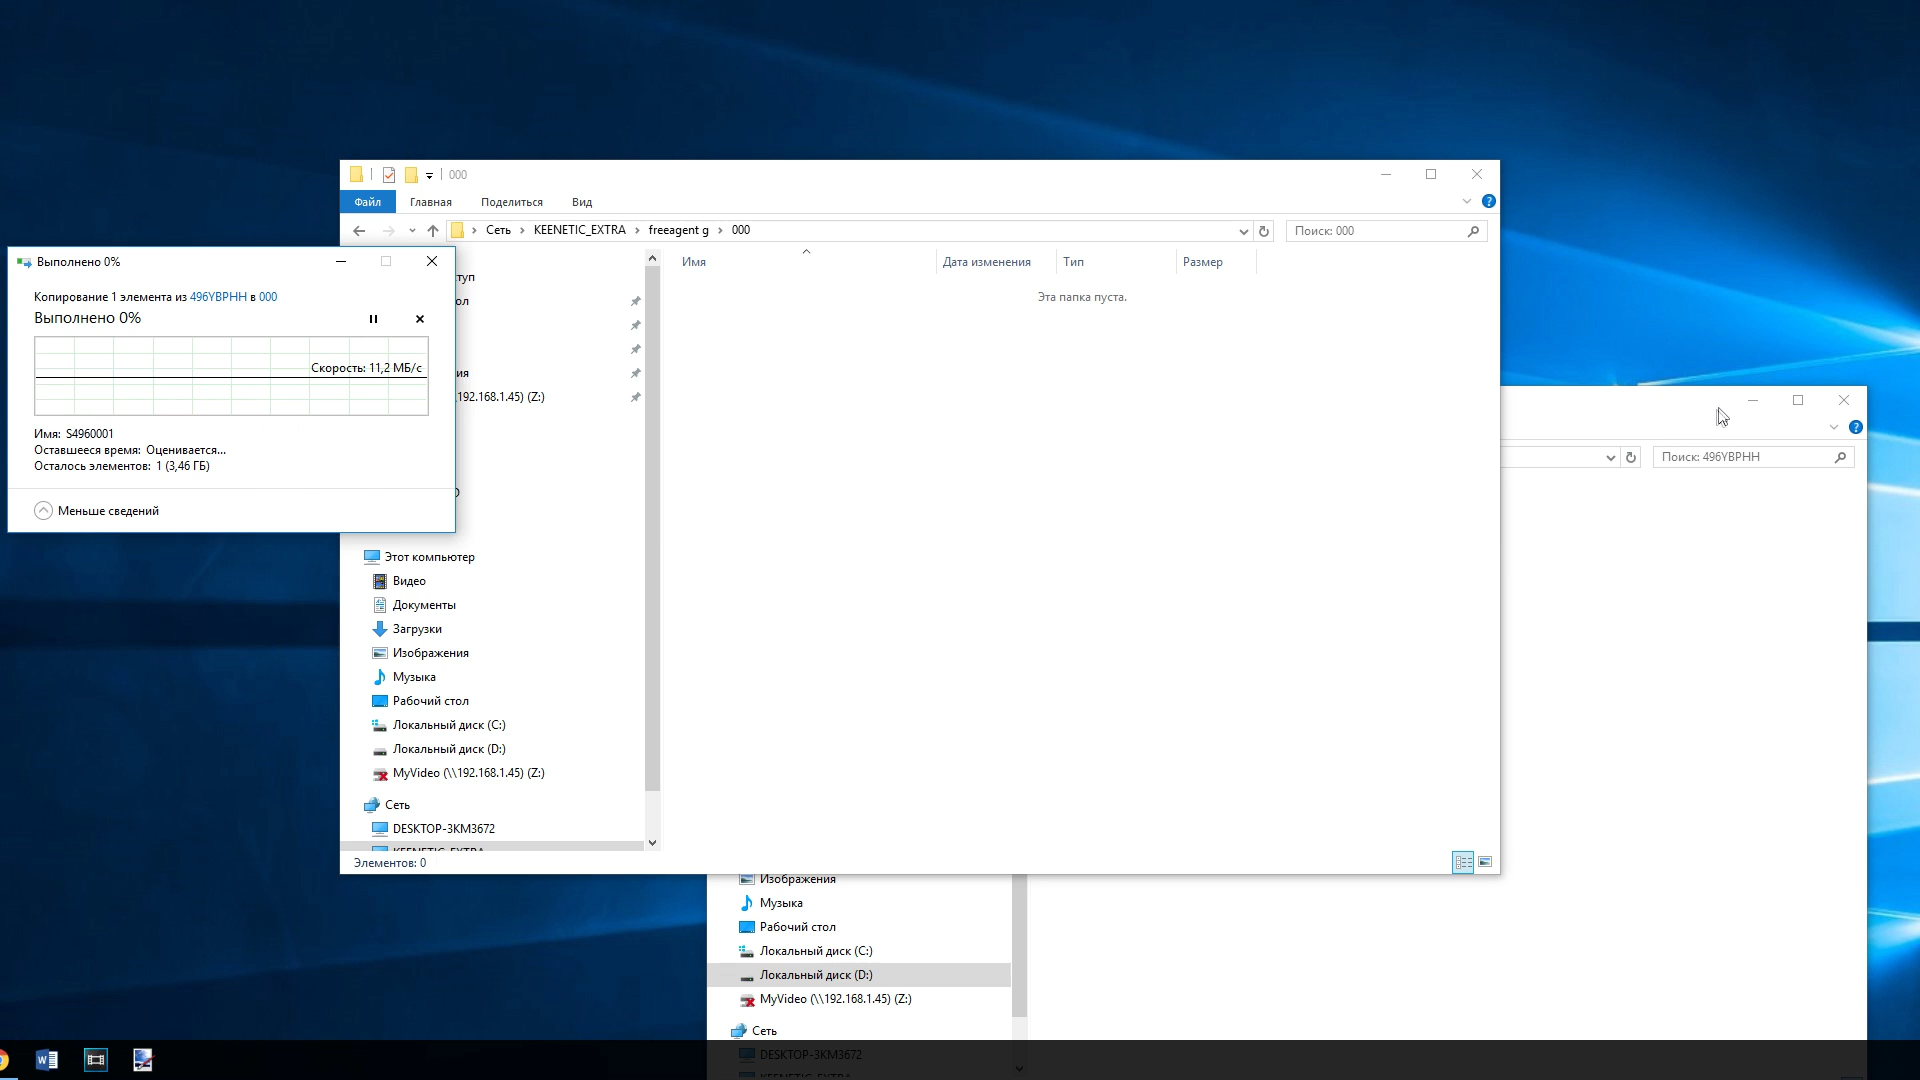 000
Файл
Главная
Поделиться
Вид
Сеть
KEENETIC_EXTRA
freeagent g
000
Поиск: 000
Выполнено 0%
Копирование 1 элемента из 496YBPHH в 000
Выполнено 0%
Скорость: 11,2 МБ/с
Имя: S4960001
Оставшееся время: Оценивается...
Осталось элементов: 1 (3,46 ГБ)
Меньше сведений
Имя
Дата изменения
Тип
Размер
Эта папка пуста.
192.168.1.45) (Z:)
Этот компьютер
Видео
Документы
Загрузки
Изображения
Музыка
Рабочий стол
Локальный диск (C:)
Локальный диск (D:)
MyVideo (\\192.168.1.45) (Z:)
Сеть
DESKTOP-3KM3672
KEENETIC_EXTRA
Элементов: 0
Поиск: 496YBPHH
Изображения
Музыка
Рабочий стол
Локальный диск (C:)
Локальный диск (D:)
MyVideo (\\192.168.1.45) (Z:)
Сеть
DESKTOP-3KM3672
KEENETIC_EXTRA